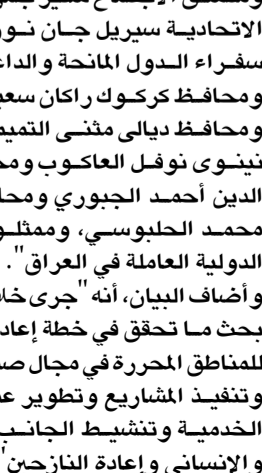 الاتحادية سيريل جان نو
سفراء الدول المانحة والداع
ومحافظ كركوك راكان سعي
ومحافظ ديالى مثنى التميم
نينوى نوفل العاكوب ومح
الدين أحمد الجبوري ومحا
محمد الحلبوسي، وممثلو
الدولية العاملة في العراق".
وأضاف البيان، أنه "جرى خلا
بحث ما تحقق في خطة إعاد
للمناطق المحررة في مجال ص
وتنفيذ المشاريع وتطوير ع
الخدمية وتنشيط الجانب
والإنساني وإعادة النازحين"